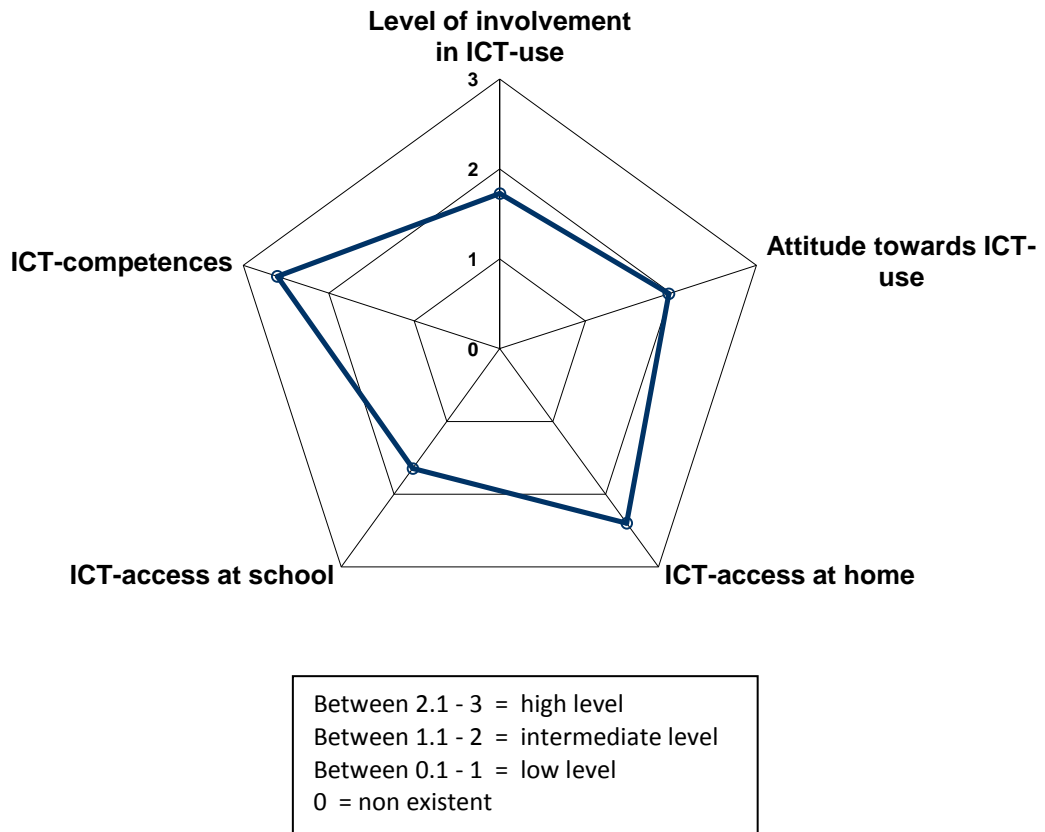 Level of involvement
in ICT-use
3
2
1
0
Attitude towards ICT-
use
ICT-competences
ICT-access at school
ICT-access at home
Between 2.1 - 3  =  high level
Between 1.1 - 2  =  intermediate level
Between 0.1 - 1  =  low level
0  = non existent